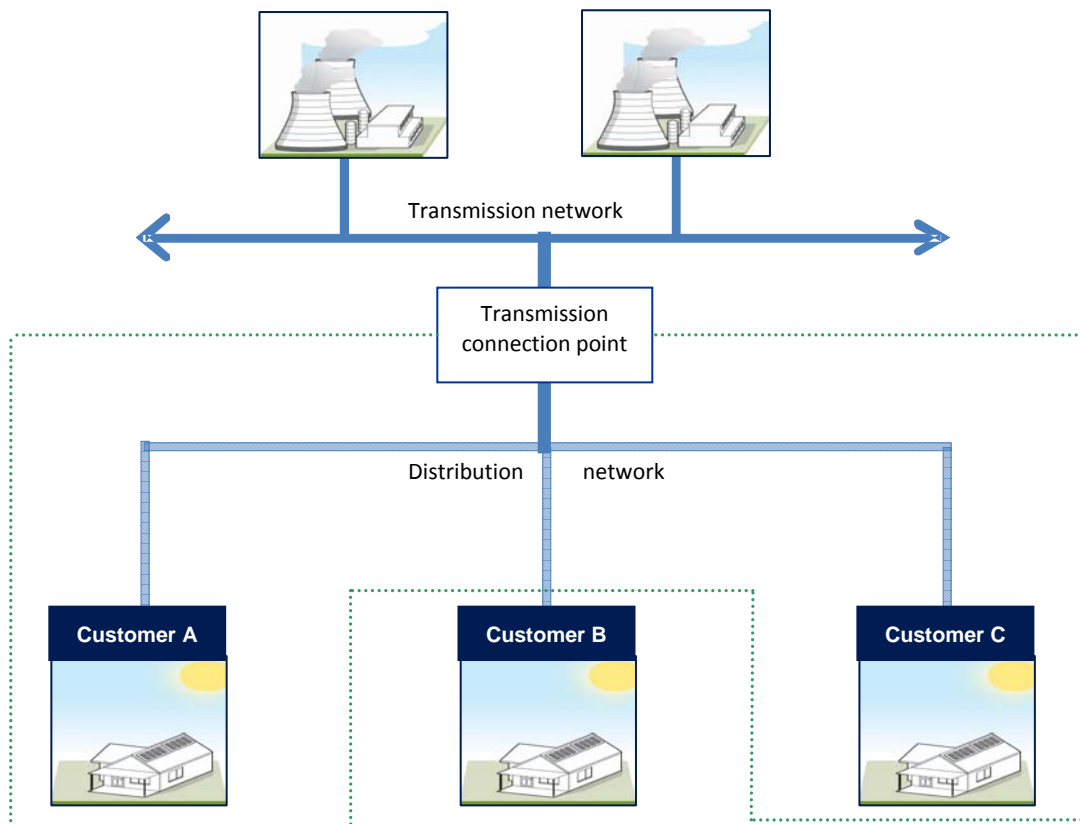 Transmission network
Transmission
connection point
Distribution network
Customer A
Customer B
Customer C